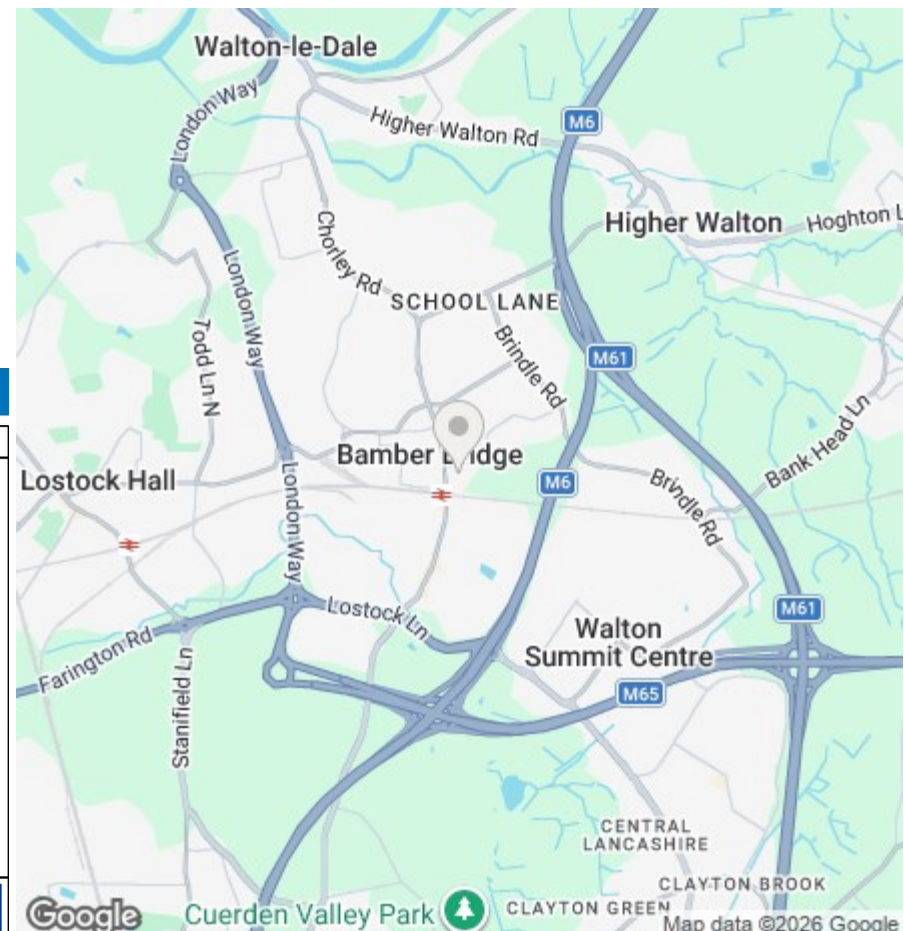 Walton-le-Dale
London Way
Higher Walton Rd
M6
Higher Walton
Hoghton L
Chorley Rd
SCHOOL LANE
London Way
Todd Ln N
Brindle Rd
M61
Bamber Bridge
Bank Head Ln
Lostock Hall
London Way
M6
Brindle Rd
Lostock Ln
M61
Farington Rd
Walton
Summit Centre
Stanifield Ln
M65
CENTRAL
LANCASHIRE
CLAYTON BROOK
Google
Cuerden Valley Park
CLAYTON GREEN
Map data ©2026 Google